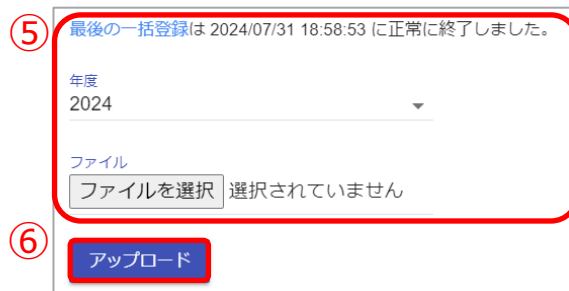 ⑤
最後の一括登録は 2024/07/31 18:58:53 に正常に終了しました。
年度
2024
ファイル
ファイルを選択 選択されていません
⑥
アップロード